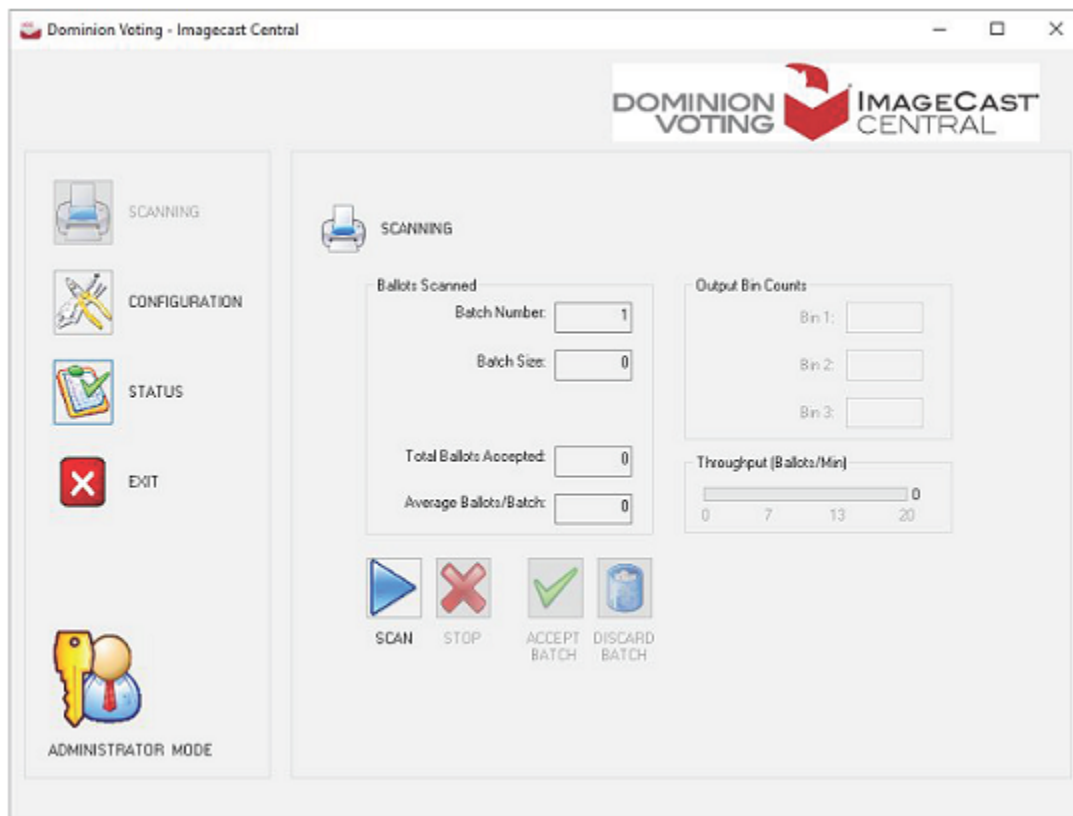 Dominion Voting - Imagecast Central
DOMINION VOTING
IMAGECAST CENTRAL
SCANNING
CONFIGURATION
STATUS
EXIT
ADMINISTRATOR MODE
SCANNING
Ballots Scanned
Batch Number: 1
Batch Size: 0
Total Ballots Accepted: 0
Average Ballots/Batch: 0
Output Bin Counts
Bin 1:
Bin 2:
Bin 3:
Throughput (Ballots/Min)
0
0 7 13 20
SCAN
STOP
ACCEPT
BATCH
DISCARD
BATCH